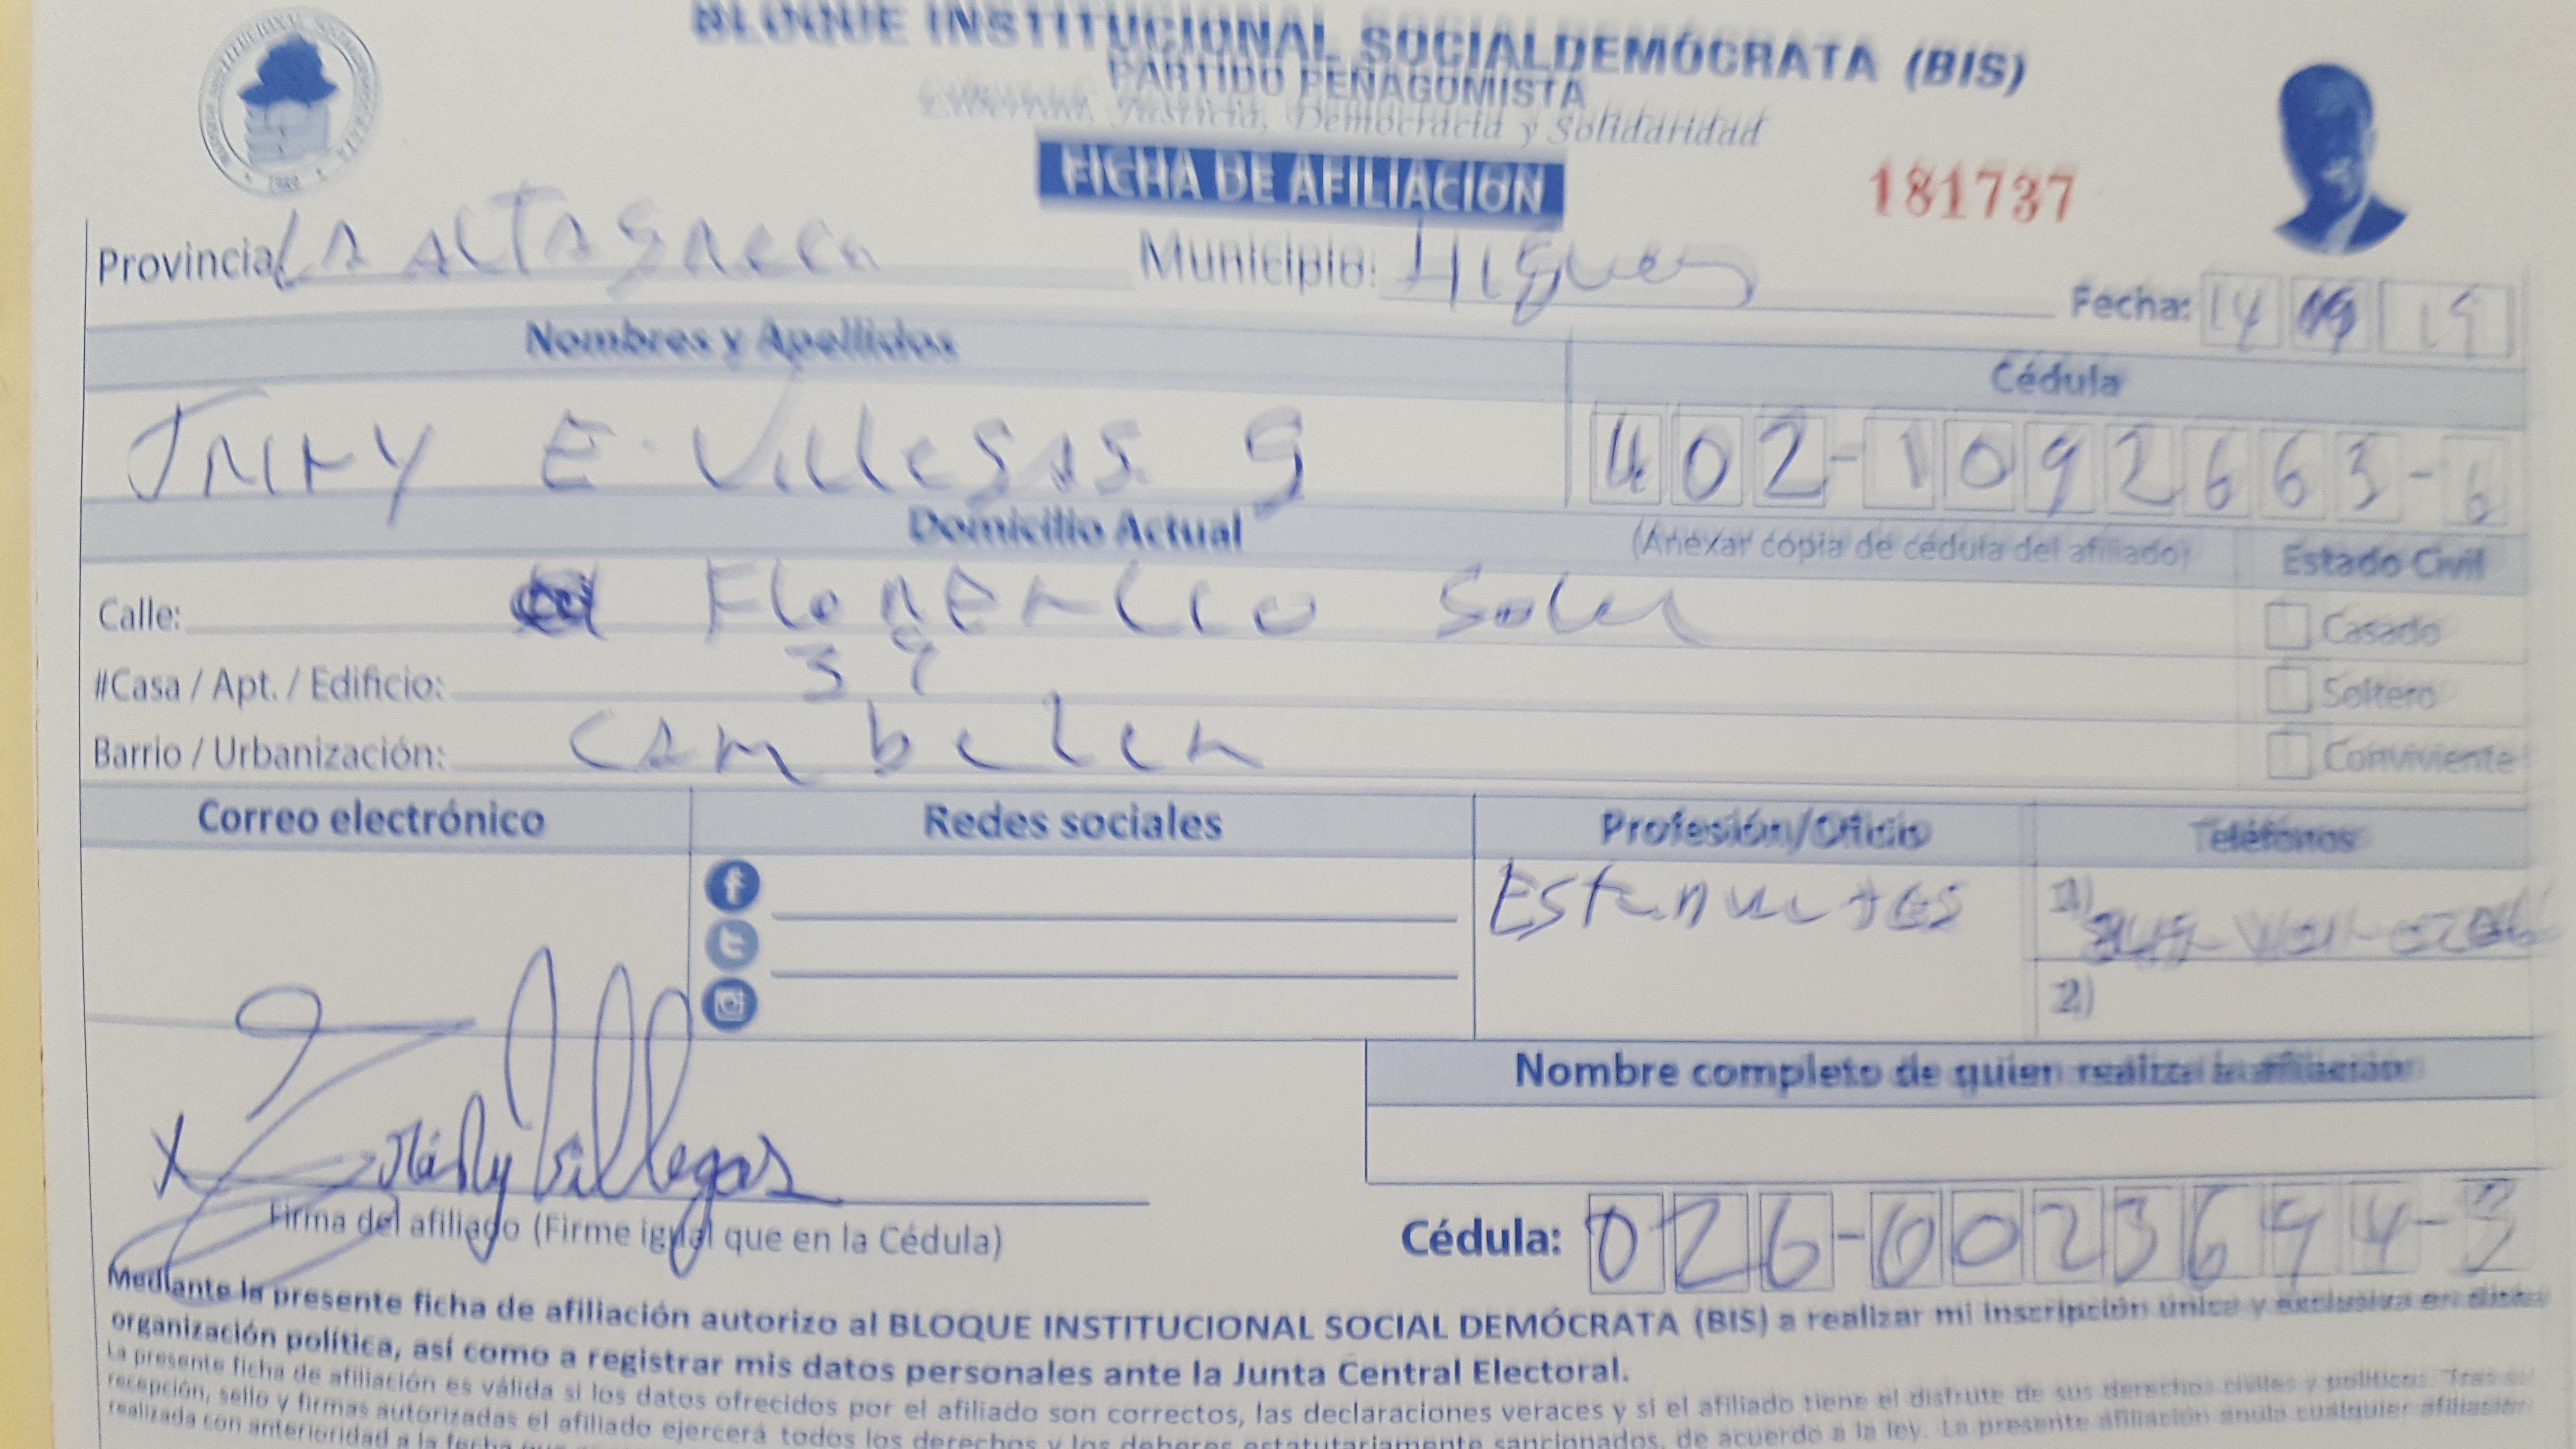 BLOQUE INSTITUCIONAL SOCIALDEMÓCRATA (BIS)
PARTIDO PEÑAGOMISTA
Libertad, Justicia, Democracia y Solidaridad
FICHA DE AFILIACION
181737
Provincia: Municipio: Higuey Fecha: 14 19
Nombres y Apellidos Cédula
E. Villegas G 402-1092663-6
Domicilio Actual (Anexar copia de cédula del afiliado) Estado Civil
Calle: Florencio Soler Casado
#Casa / Apt. / Edificio: 39 Soltero
Barrio / Urbanización: Cambelen Conviviente
Correo electrónico Redes sociales Profesión/Oficio Teléfonos
1)
2)
Nombre completo de quien realiza la afiliación
X Villegas
Firma del afiliado (Firme igual que en la Cédula) Cédula: 026-0023694-3
Mediante la presente ficha de afiliación autorizo al BLOQUE INSTITUCIONAL SOCIAL DEMÓCRATA (BIS) a realizar mi inscripción única y exclusiva en dicha
organización política, así como a registrar mis datos personales ante la Junta Central Electoral.
La presente ficha de afiliación es válida si los datos ofrecidos por el afiliado son correctos, las declaraciones veraces y si el afiliado tiene el disfrute de sus derechos civiles y políticos. Tras su
recepción, sello y firmas autorizadas el afiliado ejercerá todos los derechos y los deberes estatutariamente sancionados, de acuerdo a la ley. La presente afiliación anula cualquier afiliación
realizada con anterioridad a la fecha